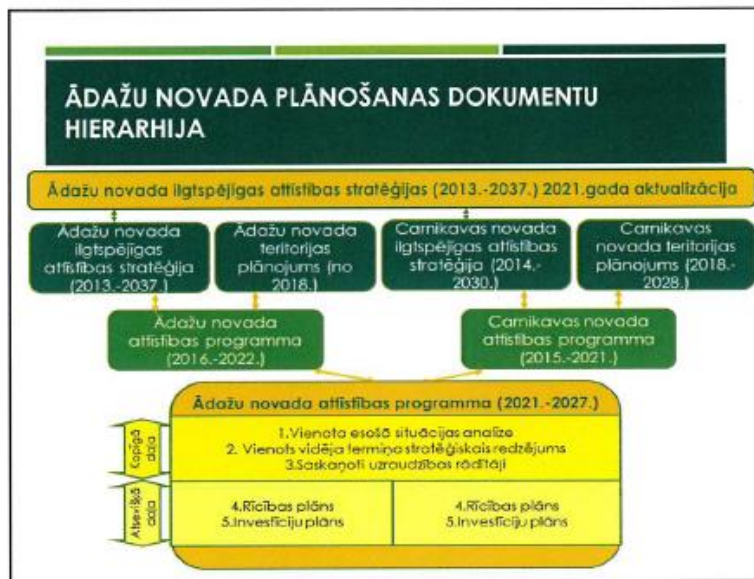 ĀDAŽU NOVADA PLĀNOŠANAS DOKUMENTU
HIERARHIJA
Ādažu novada ilgtspējīgas attīstības stratēģijas (2013.-2037.) 2021.gada aktualizācija
Ādažu novada
ilgtspējīgas
attīstības stratēģija
(2013.-2037.)
Ādažu novada
teritorijas
plānojums (no
2018.)
Carnikavas novada
ilgtspējīgas attīstības
stratēģija (2014.-
2030.)
Carnikavas
novada teritorijas
plānojums (2018.-
2028.)
Ādažu novada
attīstības programma
(2016.-2022.)
Carnikavas novada
attīstības programma
(2015.-2021.)
Ādažu novada attīstības programma (2021.-2027.)
Kopīgā
daļa
1.Vienota esošā situācijas analīze
2. Vienots vidēja termiņa stratēģiskais redzējums
3.Saskaņoti uzraudzības rādītāji
Atsevišķā
daļa
4.Rīcības plāns
5.Investīciju plāns
4.Rīcības plāns
5.Investīciju plāns